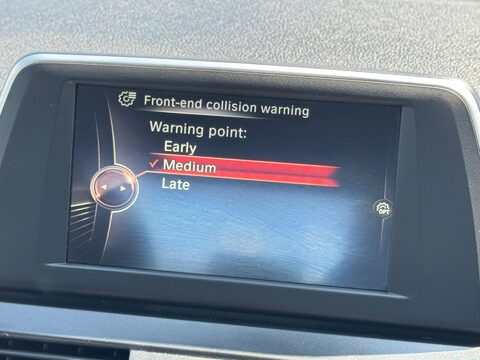 Front-end collision warning
Warning point:
Early
✓ Medium
Late
OPT